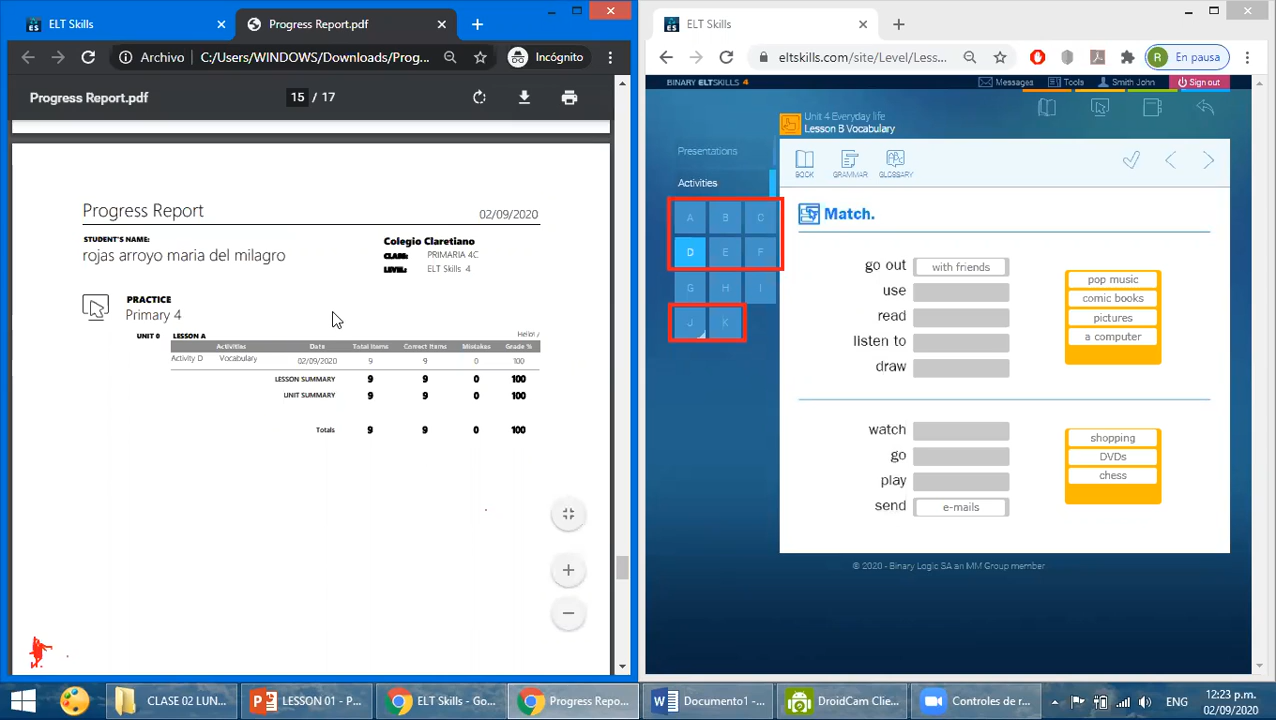 ELT Skills
Progress Report.pdf
Archivo
C:/Users/WINDOWS/Downloads/Prog...
Incógnito
Progress Report.pdf
15 / 17
Progress Report
02/09/2020
STUDENT'S NAME:
rojas arroyo maria del milagro
Colegio Claretiano
CLASS: PRIMARIA 4C
LEVEL: ELT Skills 4
PRACTICE
Primary 4
UNIT 0 LESSON A Hello! /
Activities Date Total Items Correct Items Mistakes Grade %
Activity D Vocabulary 02/09/2020 9 9 0 100
LESSON SUMMARY 9 9 0 100
UNIT SUMMARY 9 9 0 100
Totals 9 9 0 100
ELT Skills
eltskills.com/site/Level/Less...
R En pausa
BINARY ELTSKILLS 4
Messages
Tools
Smith John
Sign out
Unit 4 Everyday life
Lesson B Vocabulary
Presentations
Activities
A B C
D E F
G H I
J K
BOOK
GRAMMAR
GLOSSARY
Match.
go out with friends
use
read
listen to
draw
pop music
comic books
pictures
a computer
watch
go
play
send e-mails
shopping
DVDs
chess
© 2020 - Binary Logic SA an MM Group member
CLASE 02 LUN...
LESSON 01 - P...
ELT Skills - Go...
Progress Repo...
Documento1 -...
DroidCam Clie...
Controles de r...
ENG
12:23 p.m.
02/09/2020